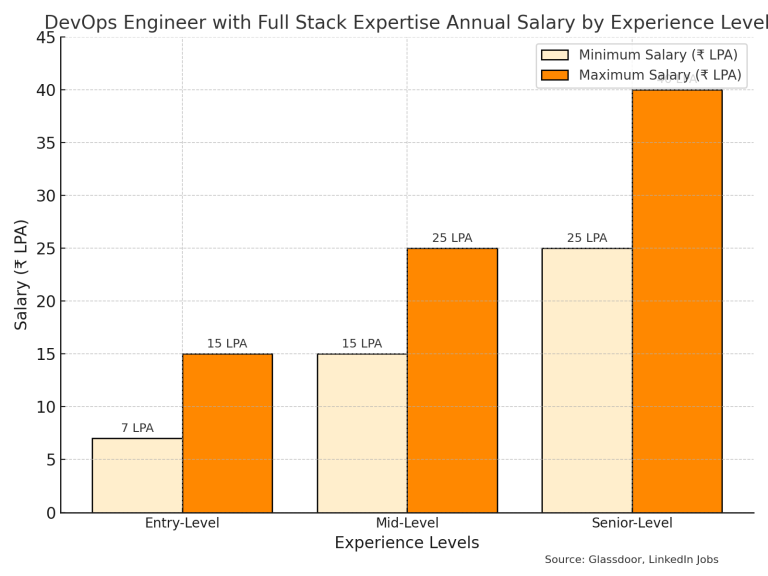 DevOps Engineer with Full Stack Expertise Annual Salary by Experience Level
Minimum Salary (₹ LPA)
Maximum Salary (₹ LPA)
Salary (₹ LPA)
45
40
35
30
25
20
15
10
5
0
7 LPA
15 LPA
15 LPA
25 LPA
25 LPA
Entry-Level
Mid-Level
Senior-Level
Experience Levels
Source: Glassdoor, LinkedIn Jobs